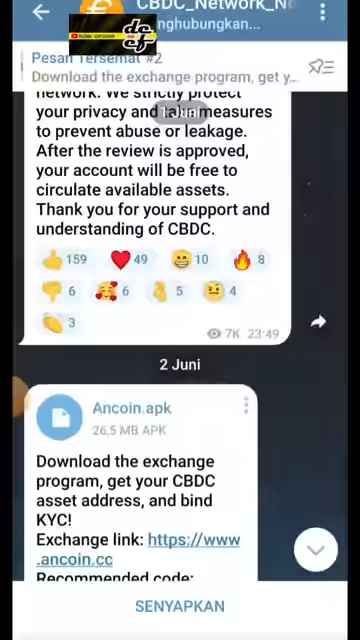 CBDC_Network_N
nghubungkan...
Pesan Tersemat #2
Download the exchange program, get y...
network. We strictly protect
1 Juni
your privacy and take measures
to prevent abuse or leakage.
After the review is approved,
your account will be free to
circulate available assets.
Thank you for your support and
understanding of CBDC.
159 49 10 8
6 6 5 4
3
7K 23:49
2 Juni
Ancoin.apk
26,5 MB APK
Download the exchange
program, get your CBDC
asset address, and bind
KYC!
Exchange link: https://www
.ancoin.cc
Recommended code:
SENYAPKAN